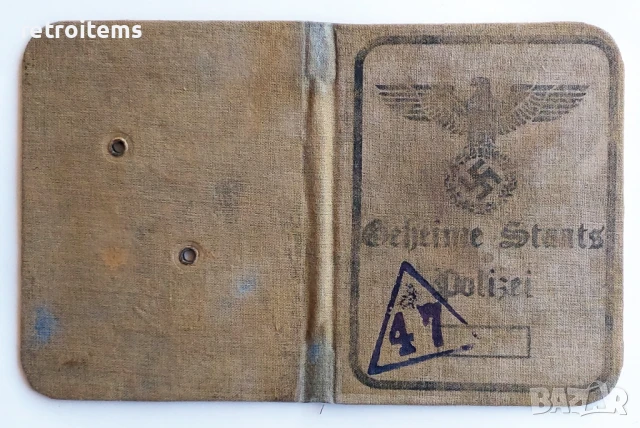 etroitems
Geheime Staats
Polizei
47
BAZAR